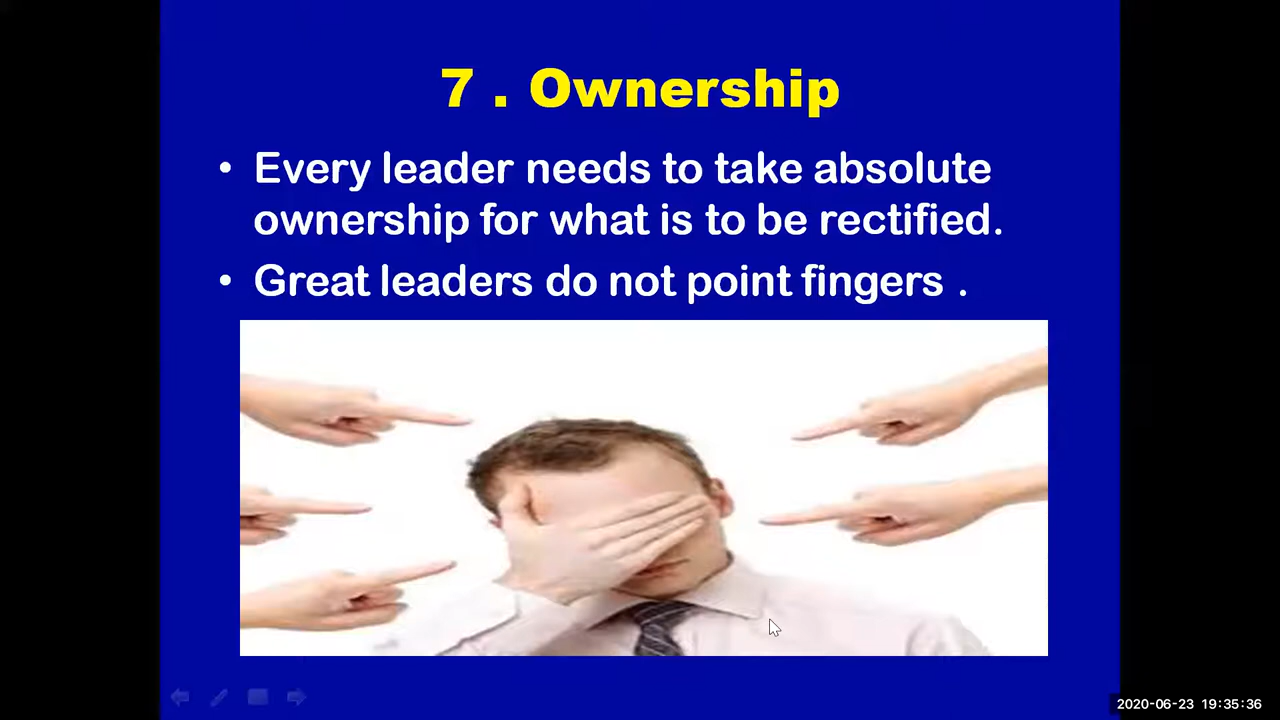 7 . Ownership
• Every leader needs to take absolute
ownership for what is to be rectified.
• Great leaders do not point fingers .
2020-06-23 19:35:36